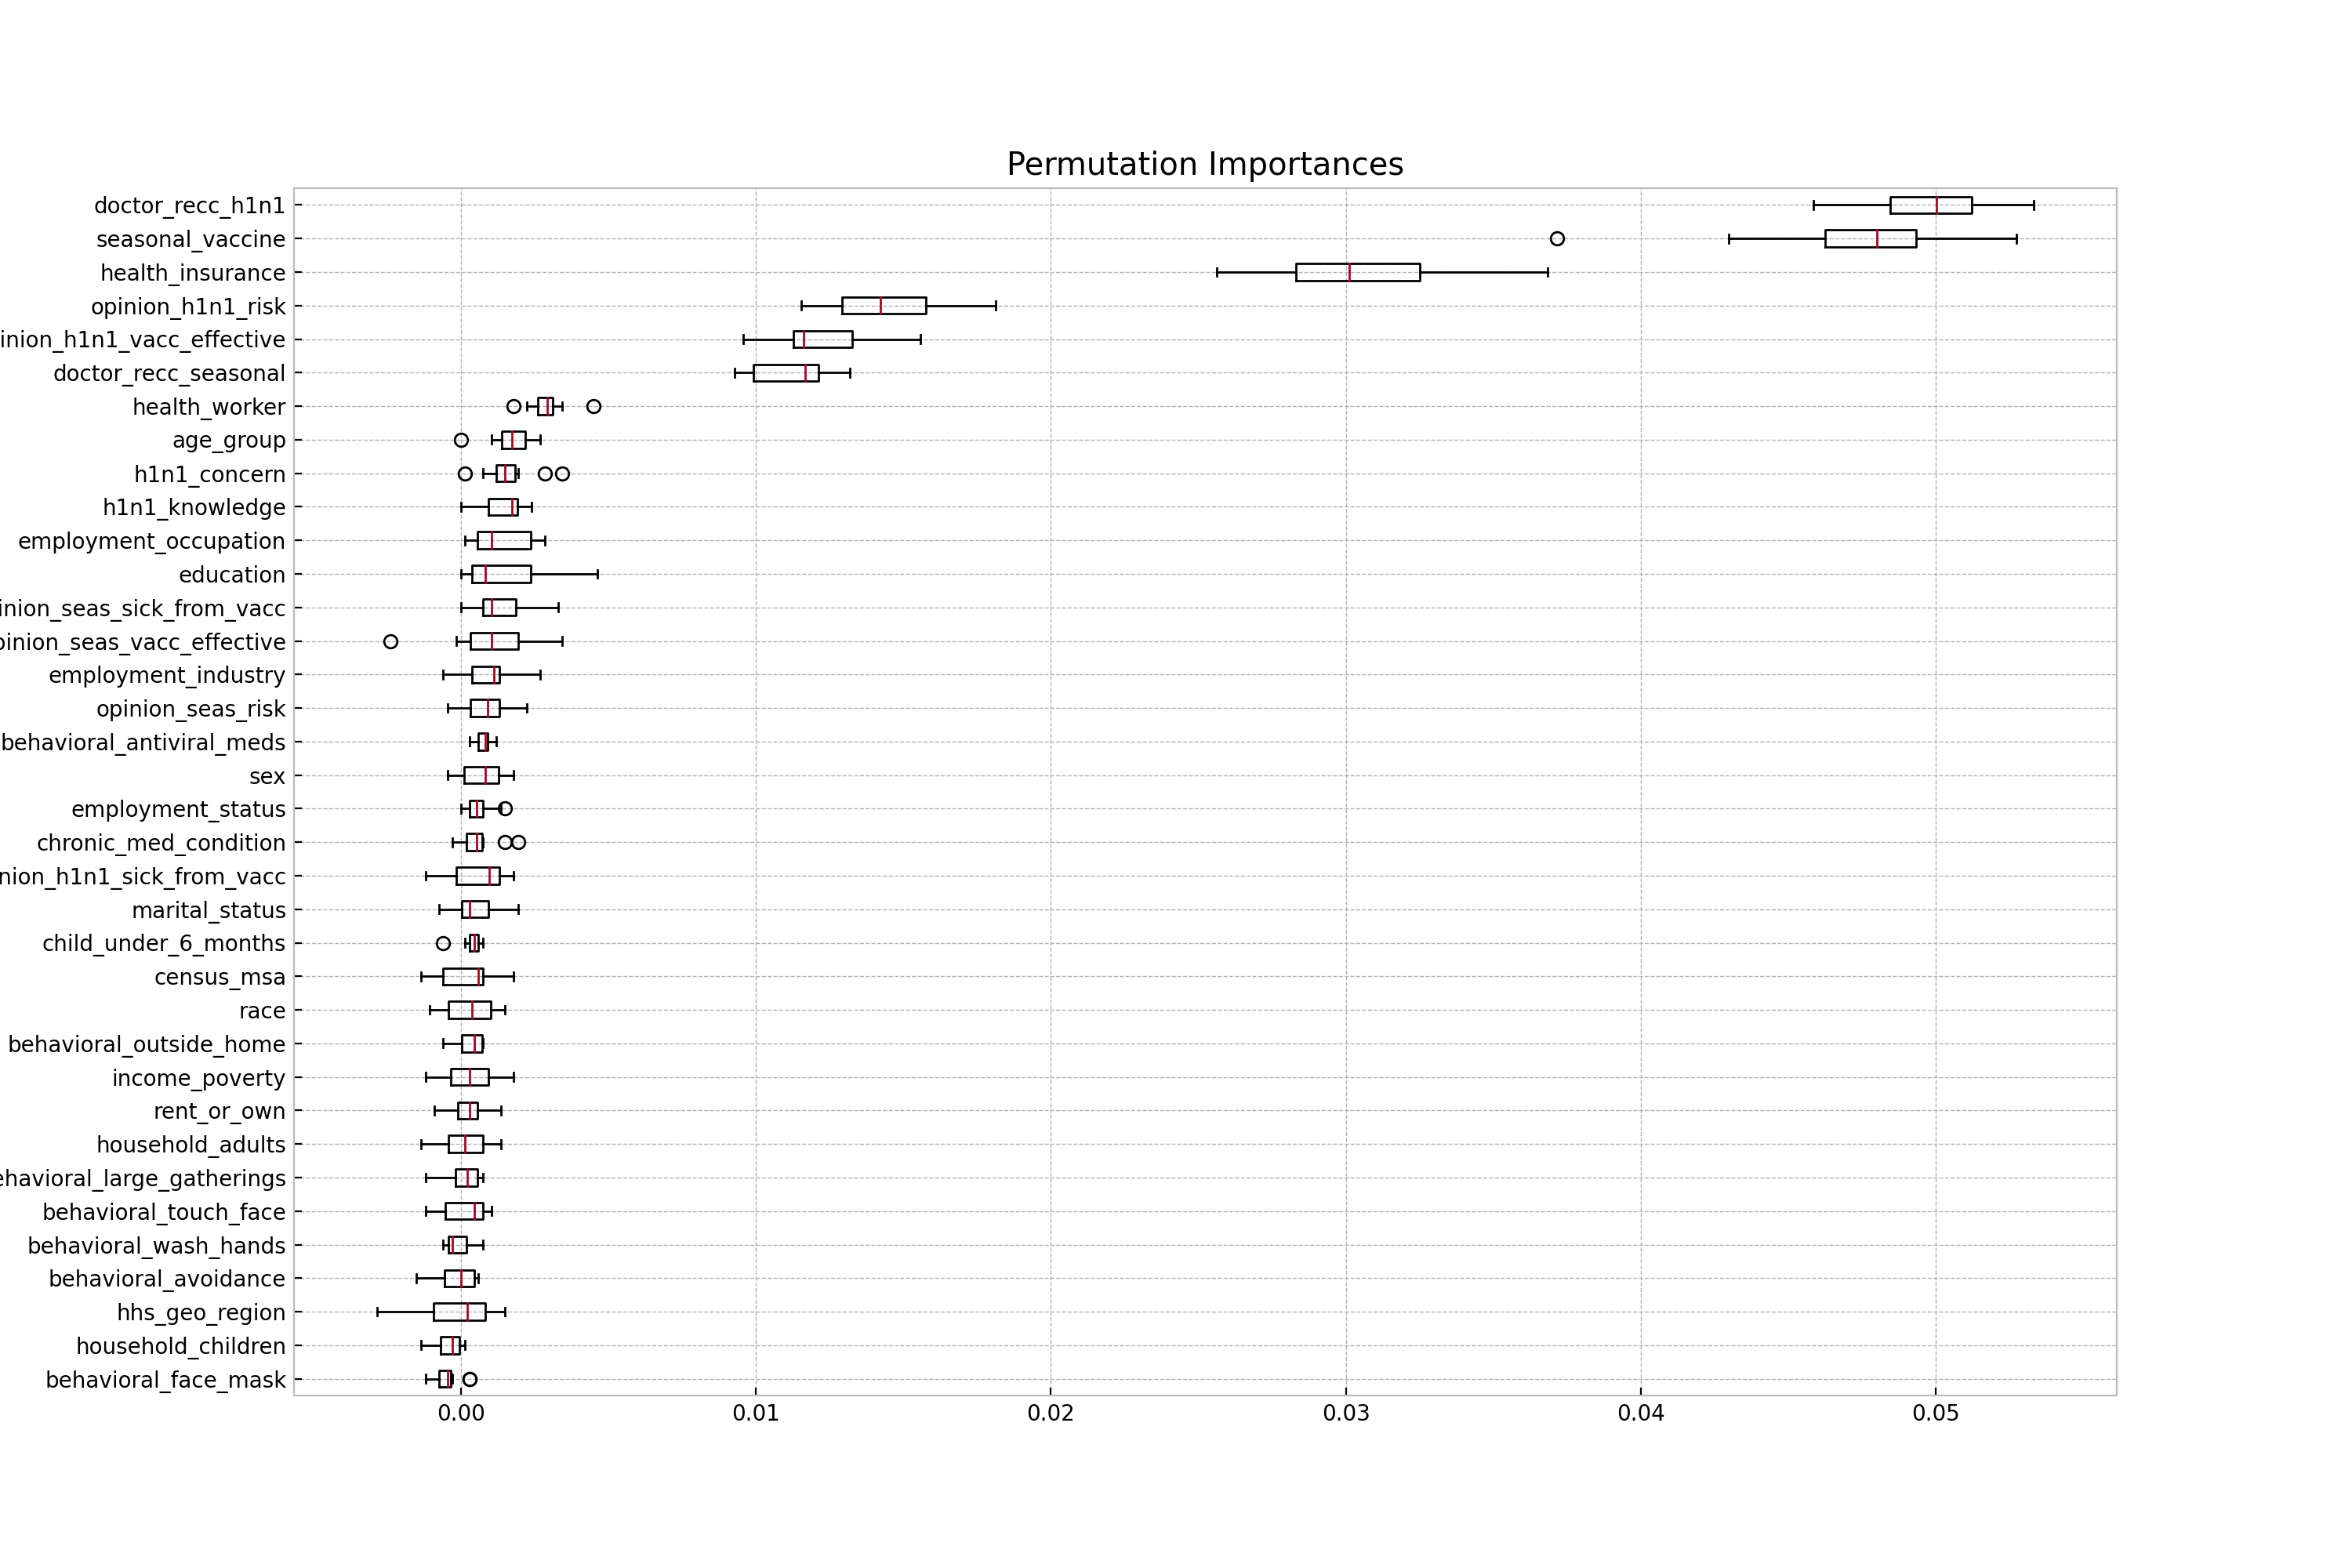 Permutation Importances
doctor_recc_h1n1
seasonal_vaccine
health_insurance
opinion_h1n1_risk
inion_h1n1_vacc_effective
doctor_recc_seasonal
health_worker
age_group
h1n1_concern
h1n1_knowledge
employment_occupation
education
inion_seas_sick_from_vacc
pinion_seas_vacc_effective
employment_industry
opinion_seas_risk
behavioral_antiviral_meds
sex
employment_status
chronic_med_condition
nion_h1n1_sick_from_vacc
marital_status
child_under_6_months
census_msa
race
behavioral_outside_home
income_poverty
rent_or_own
household_adults
ehavioral_large_gatherings
behavioral_touch_face
behavioral_wash_hands
behavioral_avoidance
hhs_geo_region
household_children
behavioral_face_mask
0.00 0.01 0.02 0.03 0.04 0.05